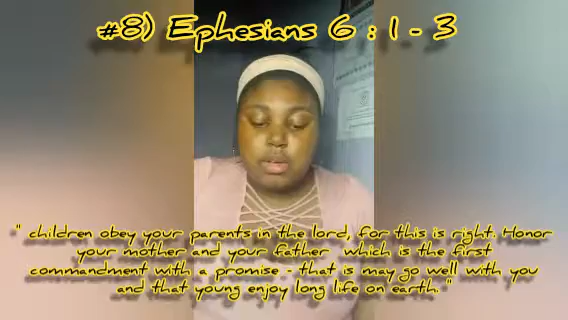 #8) Ephesians 6 : 1 - 3
" children obey your parents in the lord, for this is right. Honor
your mother and your father which is the first
commandment with a promise - that is may go well with you
and that young enjoy long life on earth. "